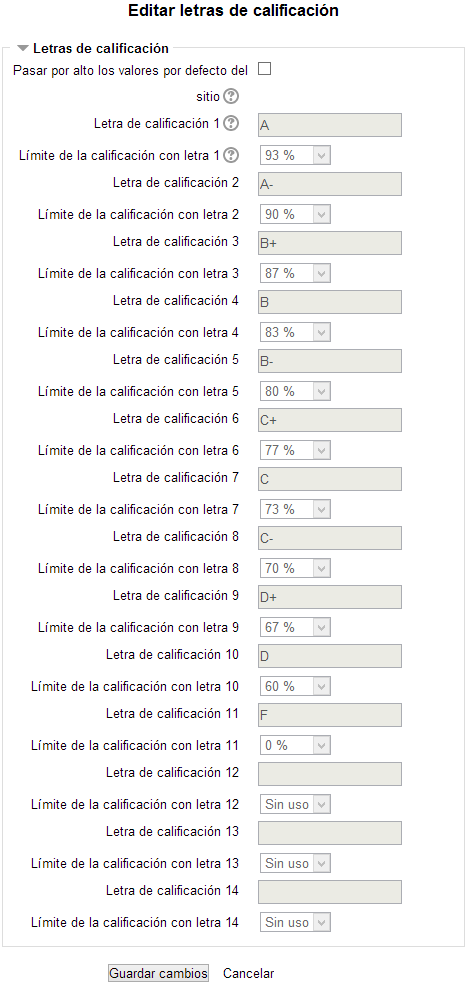 Editar letras de calificación
Letras de calificación
Pasar por alto los valores por defecto del
sitio
Letra de calificación 1 A
Límite de la calificación con letra 1 93 %
Letra de calificación 2 A-
Límite de la calificación con letra 2 90 %
Letra de calificación 3 B+
Límite de la calificación con letra 3 87 %
Letra de calificación 4 B
Límite de la calificación con letra 4 83 %
Letra de calificación 5 B-
Límite de la calificación con letra 5 80 %
Letra de calificación 6 C+
Límite de la calificación con letra 6 77 %
Letra de calificación 7 C
Límite de la calificación con letra 7 73 %
Letra de calificación 8 C-
Límite de la calificación con letra 8 70 %
Letra de calificación 9 D+
Límite de la calificación con letra 9 67 %
Letra de calificación 10 D
Límite de la calificación con letra 10 60 %
Letra de calificación 11 F
Límite de la calificación con letra 11 0 %
Letra de calificación 12
Límite de la calificación con letra 12 Sin uso
Letra de calificación 13
Límite de la calificación con letra 13 Sin uso
Letra de calificación 14
Límite de la calificación con letra 14 Sin uso
Guardar cambios Cancelar